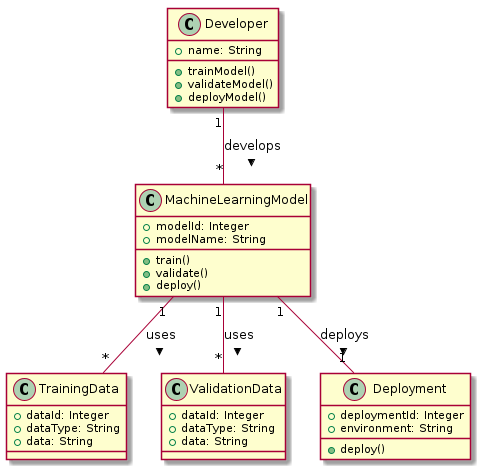 C Developer
name: String
trainModel()
validateModel()
deployModel()
1
develops
*
C MachineLearningModel
modelId: Integer
modelName: String
train()
validate()
deploy()
1 1 1
uses uses deploys
* * 1
C TrainingData C ValidationData C Deployment
dataId: Integer dataId: Integer deploymentId: Integer
dataType: String dataType: String environment: String
data: String data: String
deploy()